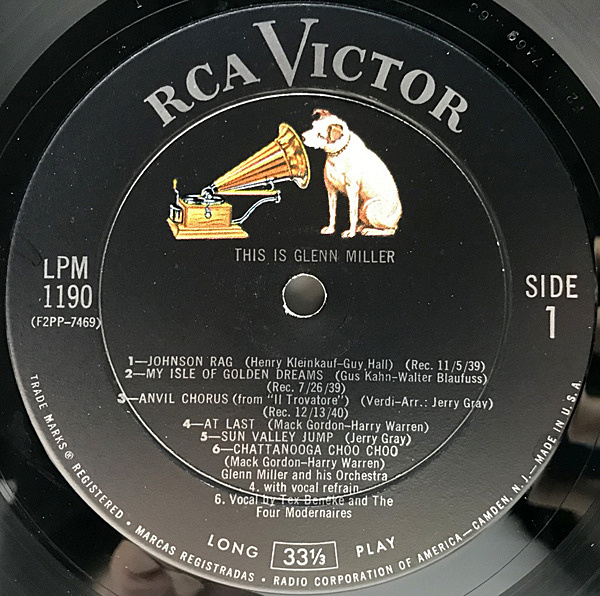 RCA VICTOR
THIS IS GLENN MILLER
LPM
1190
(F2PP-7469)
SIDE
1
1—JOHNSON RAG (Henry Kleinkauf-Guy Hall) (Rec. 11/5/39)
2—MY ISLE OF GOLDEN DREAMS (Gus Kahn-Walter Blaufuss)
(Rec. 7/26/39)
3—ANVIL CHORUS (from "Il Trovatore") (Verdi-Arr.: Jerry Gray)
(Rec. 12/13/40)
4—AT LAST (Mack Gordon-Harry Warren)
5—SUN VALLEY JUMP (Jerry Gray)
6—CHATTANOOGA CHOO CHOO
(Mack Gordon-Harry Warren)
Glenn Miller and his Orchestra
4. with vocal refrain
6. Vocal by Tex Beneke and The
Four Modernaires
LONG 33⅓ PLAY
TRADE MARKS ® REGISTERED • MARCAS REGISTRADAS • RADIO CORPORATION OF AMERICA—CAMDEN, N. J.—MADE IN U.S.A.